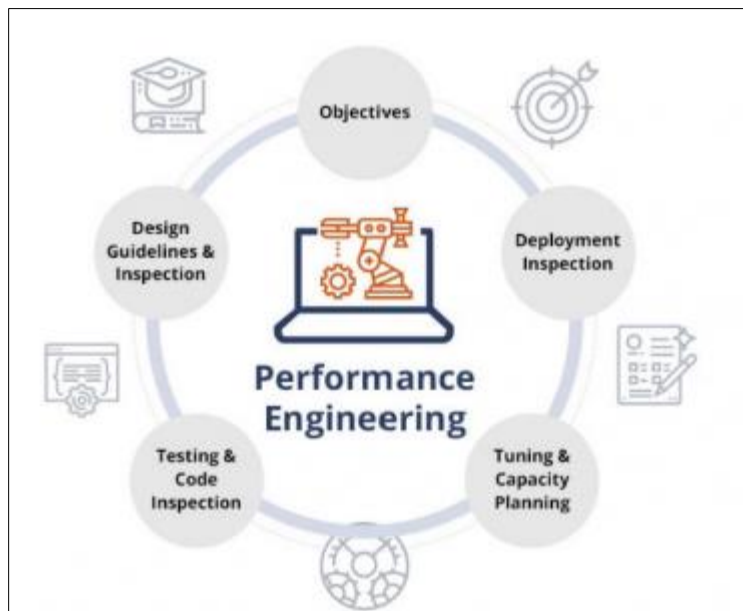 Objectives
Design
Guidelines &
Inspection
Deployment
Inspection
Performance
Engineering
Testing &
Code
Inspection
Tuning &
Capacity
Planning